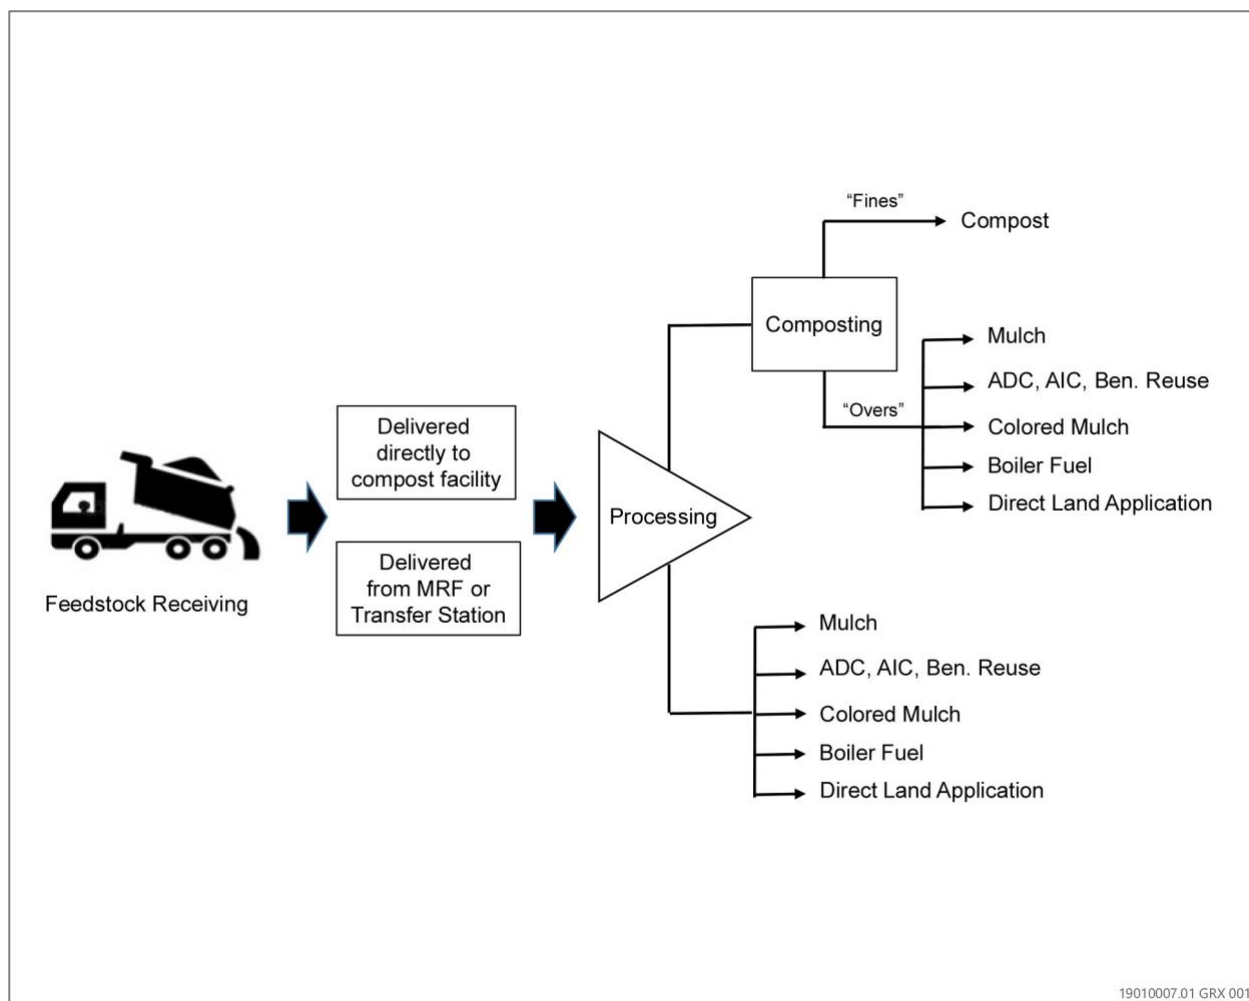 Feedstock Receiving
Delivered
directly to
compost facility
Delivered
from MRF or
Transfer Station
Processing
Composting
“Fines”
Compost
“Overs”
Mulch
ADC, AIC, Ben. Reuse
Colored Mulch
Boiler Fuel
Direct Land Application
Mulch
ADC, AIC, Ben. Reuse
Colored Mulch
Boiler Fuel
Direct Land Application
19010007.01 GRX 001